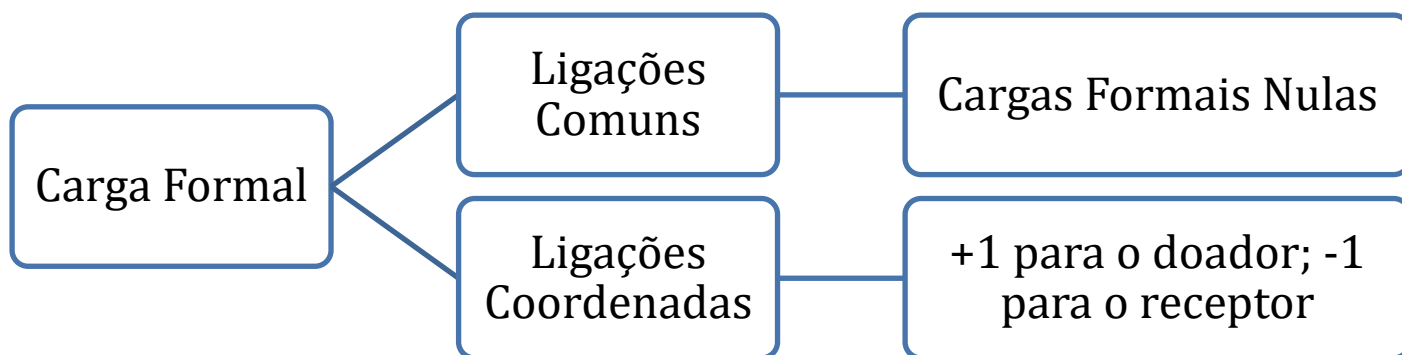 Carga Formal
Ligações
Comuns
Cargas Formais Nulas
Ligações
Coordenadas
+1 para o doador; -1
para o receptor